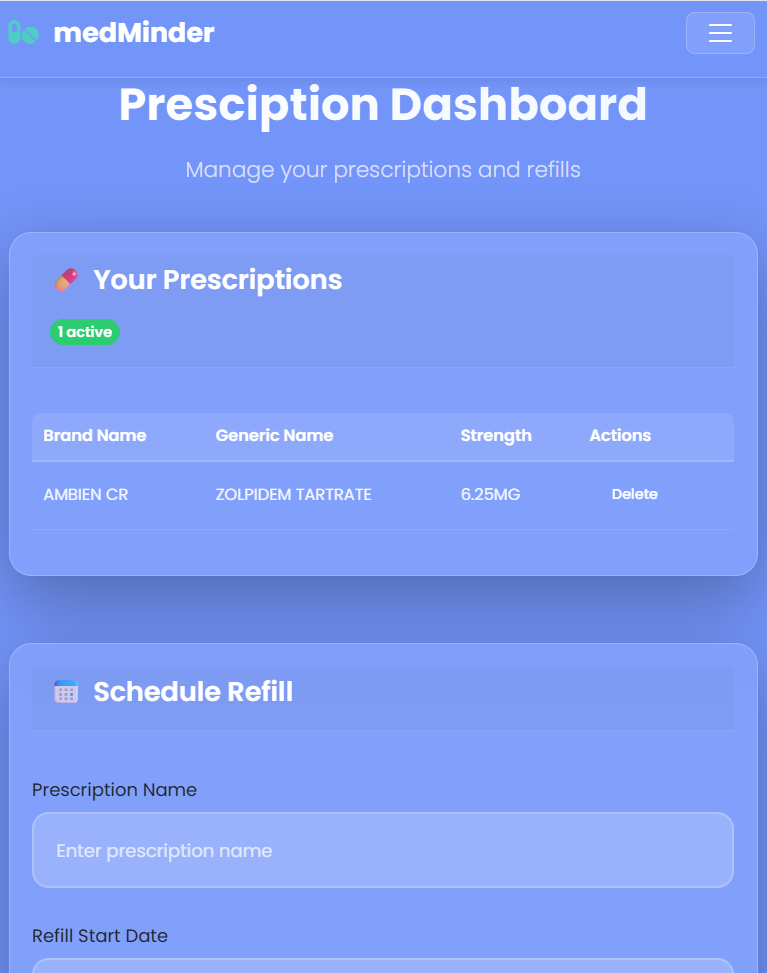 medMinder
Presciption Dashboard
Manage your prescriptions and refills
Your Prescriptions
1 active
Brand Name Generic Name Strength Actions
AMBIEN CR ZOLPIDEM TARTRATE 6.25MG Delete
Schedule Refill
Prescription Name
Enter prescription name
Refill Start Date